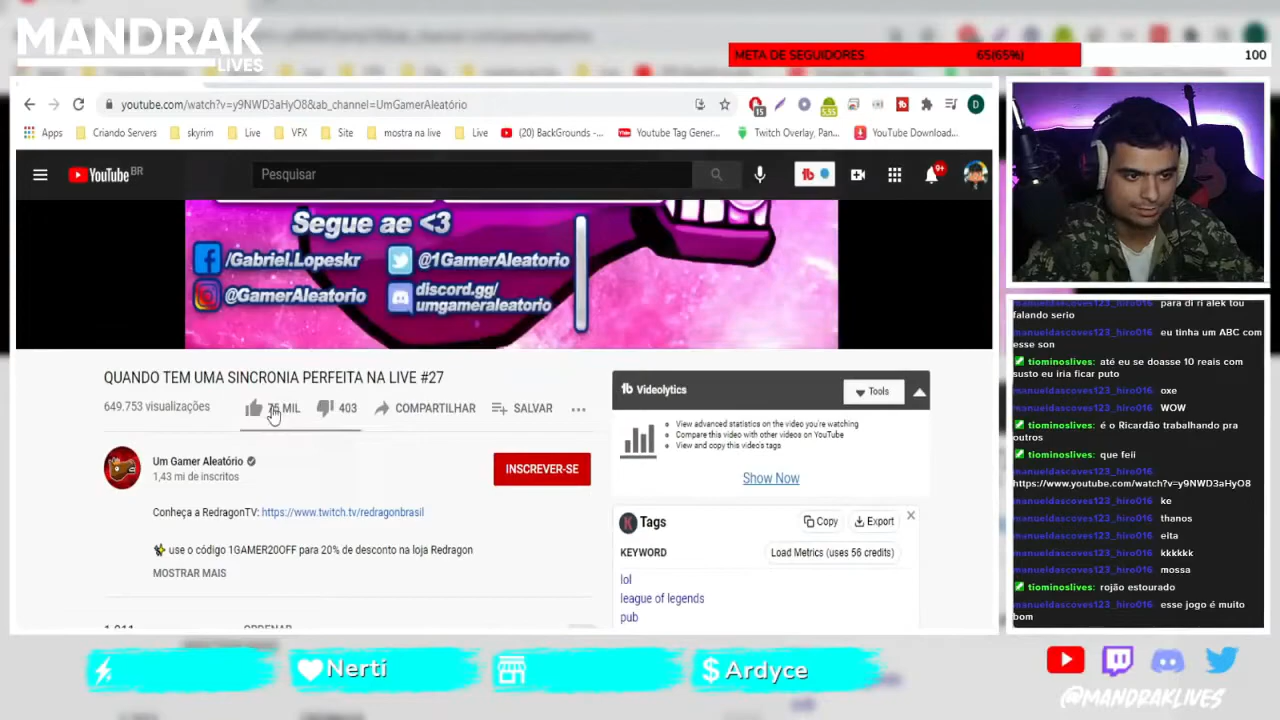 MANDRAK
LIVES
META DE SEGUIDORES 65(65%) 100
youtube.com/watch?v=y9NWD3aHyO8&ab_channel=UmGamerAleatório
15
5,55
D
Apps Criando Servers skyrim Live VFX Site mostra na live Live (20) BackGrounds -... Youtube Tag Gener... Twitch Overlay, Pan... YouTube Download...
YouTube BR
Pesquisar
tb
9+
Segue ae <3
/Gabriel.Lopeskr @1GamerAleatorio
@GamerAleatorio discord.gg/
umgameraleatorio
QUANDO TEM UMA SINCRONIA PERFEITA NA LIVE #27
649.753 visualizações
MIL 403 COMPARTILHAR SALVAR ...
Um Gamer Aleatório
1,43 mi de inscritos
INSCREVER-SE
Conheça a RedragonTV: https://www.twitch.tv/redragonbrasil
use o código 1GAMER20OFF para 20% de desconto na loja Redragon
MOSTRAR MAIS
ORDENAR
tb Videolytics Tools
View advanced statistics on the video you're watching
Compare this video with other videos on YouTube
View and copy this video's tags
Show Now
K Tags Copy Export
KEYWORD Load Metrics (uses 56 credits)
lol
league of legends
pub
manueldascoves123_hiro016 para di ri alek tou
falando serio
manueldascoves123_hiro016 eu tinha um ABC com
esse son
tiominoslives: até eu se doasse 10 reais com
susto eu iria ficar puto
manueldascoves123_hiro016 oxe
manueldascoves123_hiro016 WOW
tiominoslives: é o Ricardão trabalhando pra
outros
tiominoslives: que feii
manueldascoves123_hiro016
https://www.youtube.com/watch?v=y9NWD3aHyO8
manueldascoves123_hiro016 ke
manueldascoves123_hiro016 thanos
manueldascoves123_hiro016 eita
manueldascoves123_hiro016 kkkkkk
manueldascoves123_hiro016 mossa
tiominoslives: rojão estourado
manueldascoves123_hiro016 esse jogo é muito
bom
Nerti
$ Ardyce
@MANDRAKLIVES